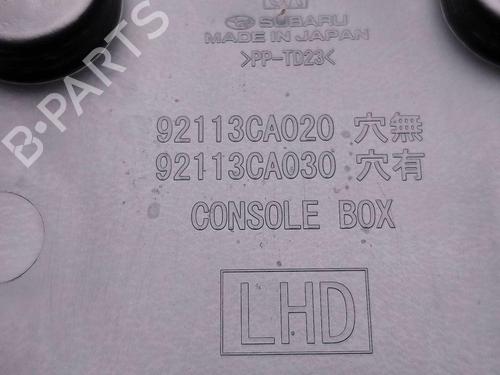 SUBARU
MADE IN JAPAN
>PP-TD23<
92113CA020 穴無
92113CA030 穴有
CONSOLE BOX
LHD
B-PARTS